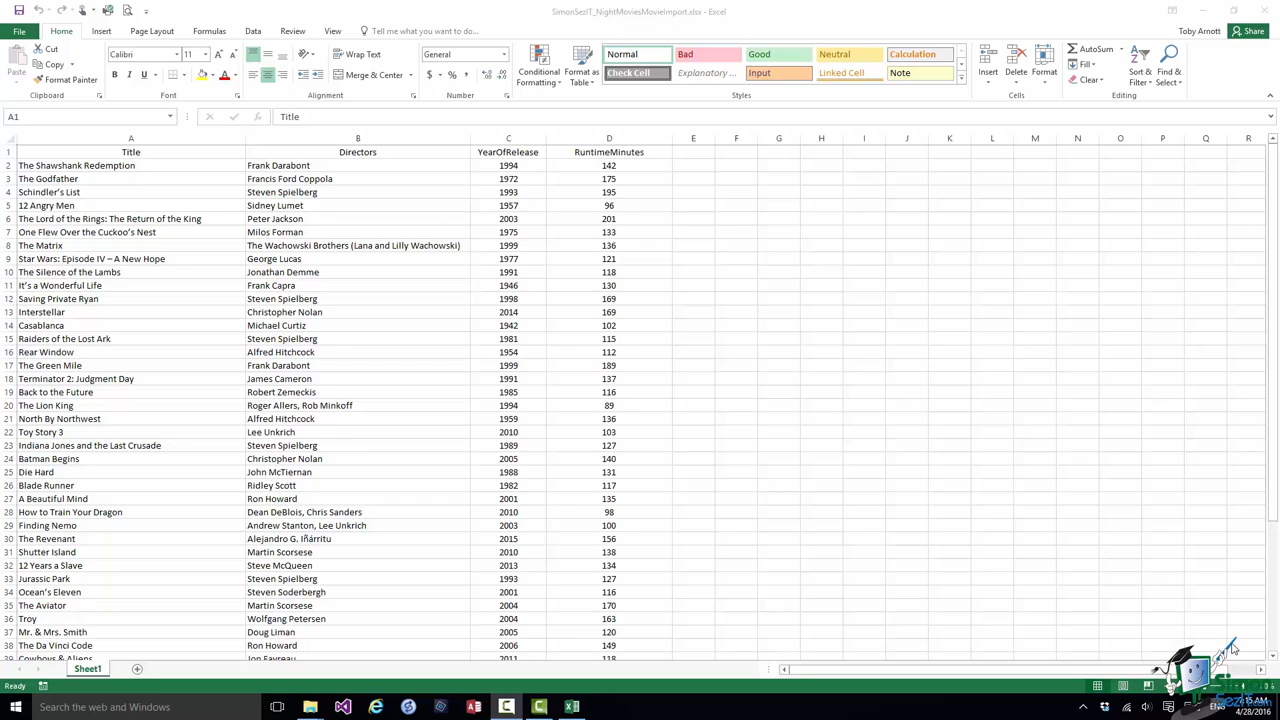 SimonSezIT_NightMoviesMovieImport.xlsx - Excel
File Home Insert Page Layout Formulas Data Review View Tell me what you want to do... Toby Arnott Share
Paste Cut Copy Format Painter Clipboard
Calibri 11 B I U A A A Font
Wrap Text Merge & Center Alignment
General $ % , Number
Conditional Formatting Format as Table
Normal Bad Good Neutral Calculation
Check Cell Explanatory ... Input Linked Cell Note
Styles
Insert Delete Format Cells
AutoSum Fill Clear Sort & Filter Find & Select Editing
A1 Title
A B C D E F G H I J K L M N O P Q R
1 Title Directors YearOfRelease RuntimeMinutes
2 The Shawshank Redemption Frank Darabont 1994 142
3 The Godfather Francis Ford Coppola 1972 175
4 Schindler's List Steven Spielberg 1993 195
5 12 Angry Men Sidney Lumet 1957 96
6 The Lord of the Rings: The Return of the King Peter Jackson 2003 201
7 One Flew Over the Cuckoo's Nest Milos Forman 1975 133
8 The Matrix The Wachowski Brothers (Lana and Lilly Wachowski) 1999 136
9 Star Wars: Episode IV – A New Hope George Lucas 1977 121
10 The Silence of the Lambs Jonathan Demme 1991 118
11 It's a Wonderful Life Frank Capra 1946 130
12 Saving Private Ryan Steven Spielberg 1998 169
13 Interstellar Christopher Nolan 2014 169
14 Casablanca Michael Curtiz 1942 102
15 Raiders of the Lost Ark Steven Spielberg 1981 115
16 Rear Window Alfred Hitchcock 1954 112
17 The Green Mile Frank Darabont 1999 189
18 Terminator 2: Judgment Day James Cameron 1991 137
19 Back to the Future Robert Zemeckis 1985 116
20 The Lion King Roger Allers, Rob Minkoff 1994 89
21 North By Northwest Alfred Hitchcock 1959 136
22 Toy Story 3 Lee Unkrich 2010 103
23 Indiana Jones and the Last Crusade Steven Spielberg 1989 127
24 Batman Begins Christopher Nolan 2005 140
25 Die Hard John McTiernan 1988 131
26 Blade Runner Ridley Scott 1982 117
27 A Beautiful Mind Ron Howard 2001 135
28 How to Train Your Dragon Dean DeBlois, Chris Sanders 2010 98
29 Finding Nemo Andrew Stanton, Lee Unkrich 2003 100
30 The Revenant Alejandro G. Iñárritu 2015 156
31 Shutter Island Martin Scorsese 2010 138
32 12 Years a Slave Steve McQueen 2013 134
33 Jurassic Park Steven Spielberg 1993 127
34 Ocean's Eleven Steven Soderbergh 2001 116
35 The Aviator Martin Scorsese 2004 170
36 Troy Wolfgang Petersen 2004 163
37 Mr. & Mrs. Smith Doug Liman 2005 120
38 The Da Vinci Code Ron Howard 2006 149
39 Cowboys & Aliens Jon Favreau 2011 118
Sheet1
Ready
Search the web and Windows
4/28/2016